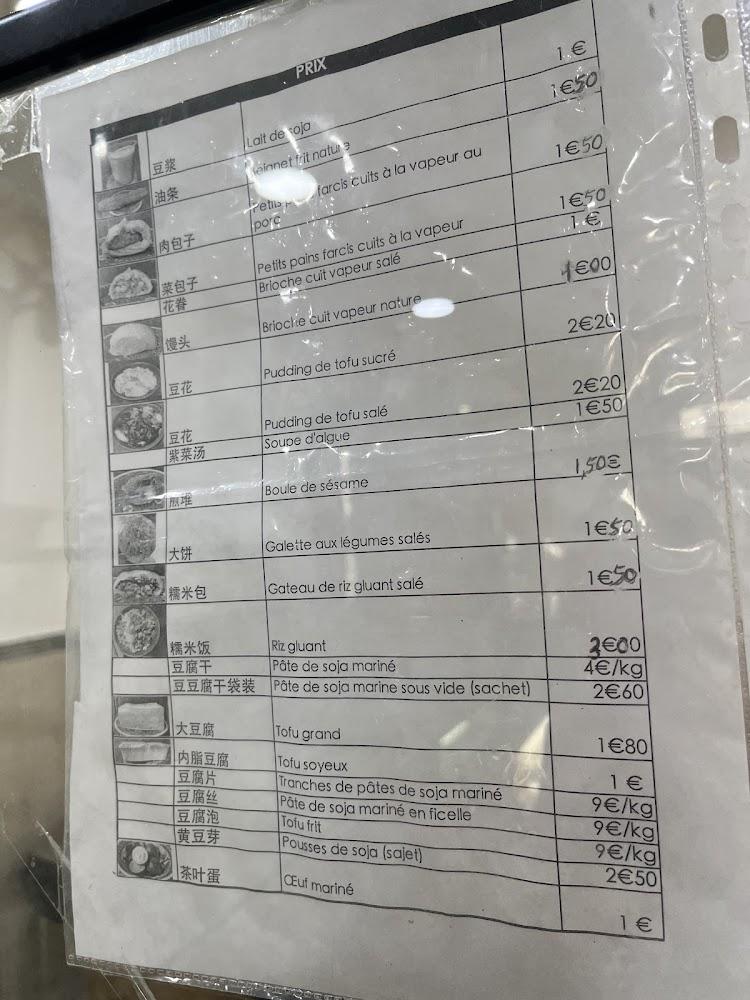 PRIX
豆浆 Lait de soja 1 €
油条 frit nature 1€50
肉包子 Petits farcis cuits à la vapeur au porc 1€50
菜包子 Petits pains farcis cuits à la vapeur 1€50
花眷 Brioche cuit vapeur salé 1 €
馒头 Brioche cuit vapeur nature 1€00
豆花 Pudding de tofu sucré 2€20
豆花 Pudding de tofu salé 2€20
紫菜汤 Soupe d'algue 1€50
煎堆 Boule de sésame 1,50€
大饼 Galette aux légumes salés 1€50
糯米包 Gateau de riz gluant salé 1€50
糯米饭 Riz gluant €00
豆腐干 Pâte de soja mariné 4€/kg
豆豆腐干袋装 Pâte de soja marine sous vide (sachet) 2€60
大豆腐 Tofu grand 1€80
内脂豆腐 Tofu soyeux 1 €
豆腐片 Tranches de pâtes de soja mariné 9€/kg
豆腐丝 Pâte de soja mariné en ficelle 9€/kg
豆腐泡 Tofu frit 9€/kg
黄豆芽 Pousses de soja (sajet) 2€50
茶叶蛋 Œuf mariné 1 €